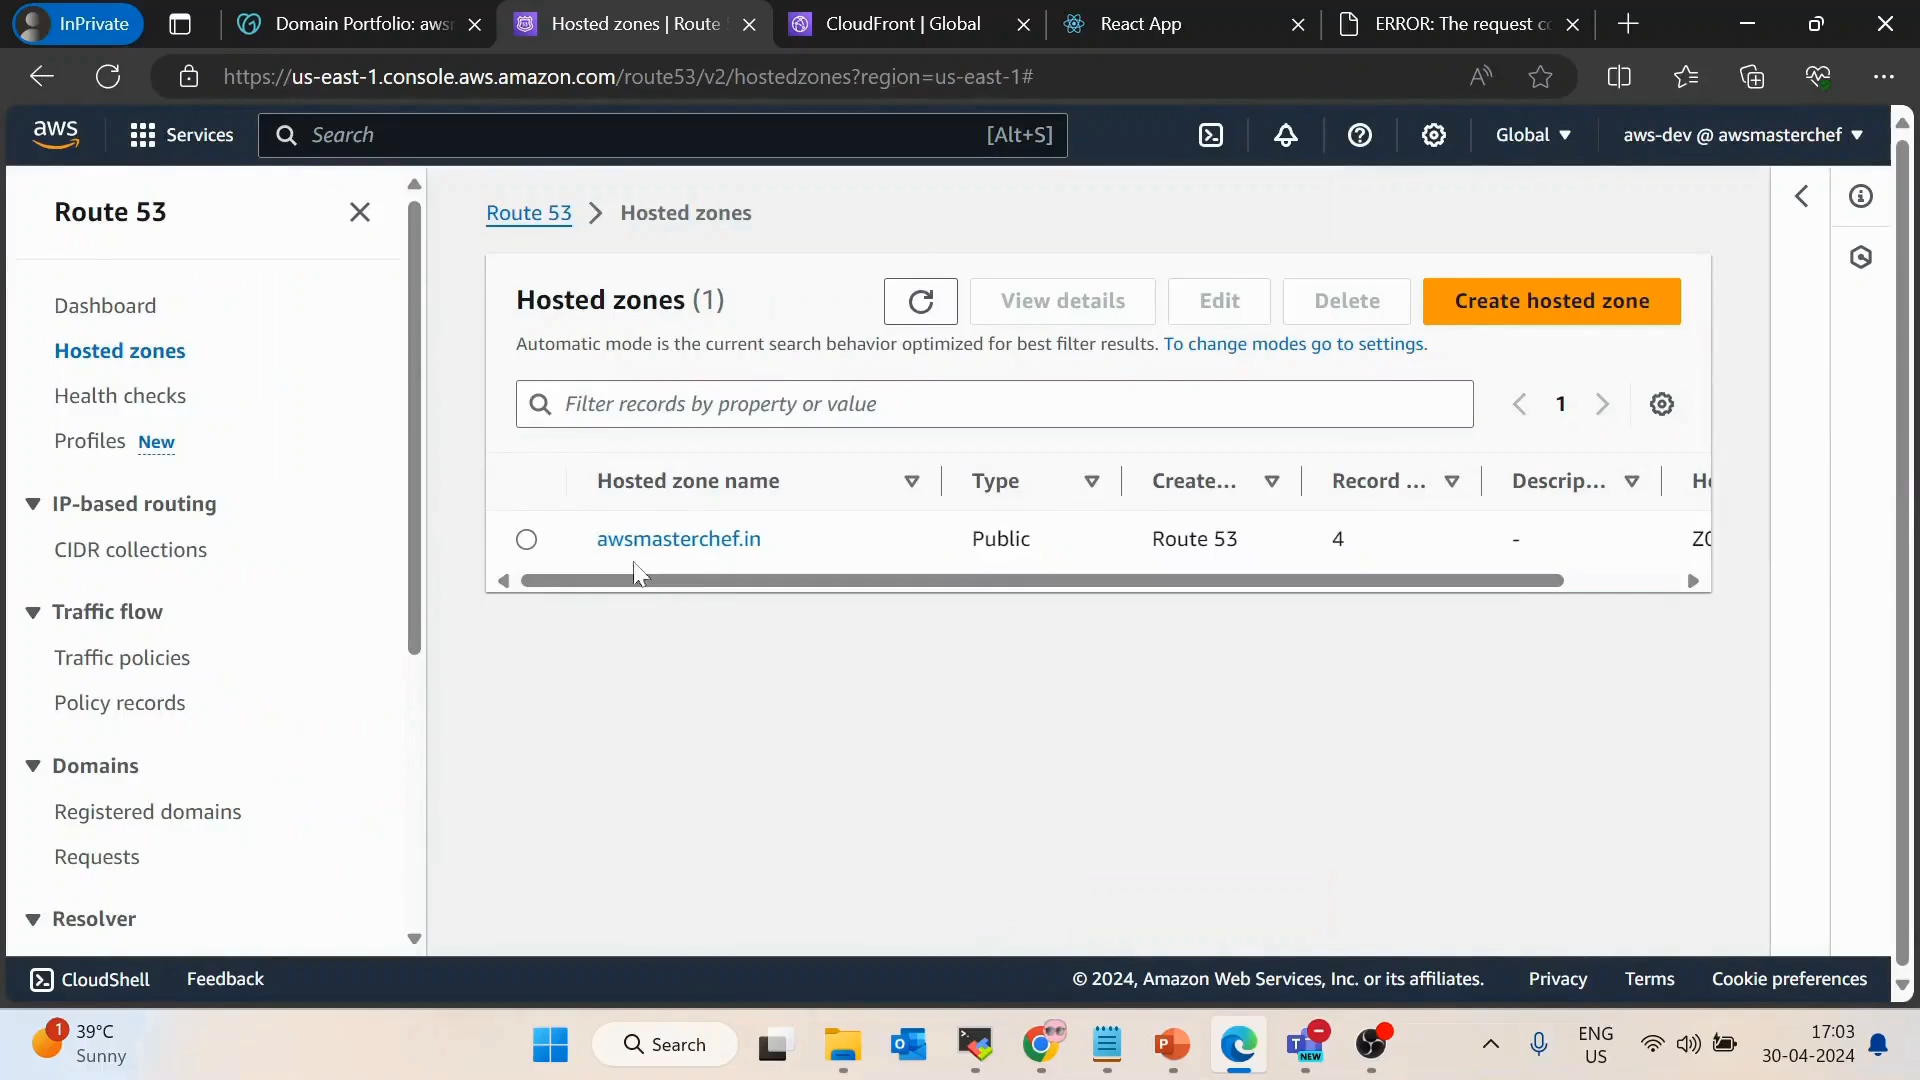 InPrivate
Domain Portfolio: awsr
Hosted zones | Route
CloudFront | Global
React App
ERROR: The request co
https://us-east-1.console.aws.amazon.com/route53/v2/hostedzones?region=us-east-1#
aws
Services
Search
[Alt+S]
Global
aws-dev @ awsmasterchef
Route 53
Dashboard
Hosted zones
Health checks
Profiles New
IP-based routing
CIDR collections
Traffic flow
Traffic policies
Policy records
Domains
Registered domains
Requests
Resolver
Route 53 > Hosted zones
Hosted zones (1)
View details
Edit
Delete
Create hosted zone
Automatic mode is the current search behavior optimized for best filter results. To change modes go to settings.
Filter records by property or value
1
Hosted zone name Type Create... Record ... Descrip...
awsmasterchef.in Public Route 53 4 -
CloudShell
Feedback
© 2024, Amazon Web Services, Inc. or its affiliates.
Privacy
Terms
Cookie preferences
1
39°C
Sunny
Search
NEW
ENG
US
17:03
30-04-2024